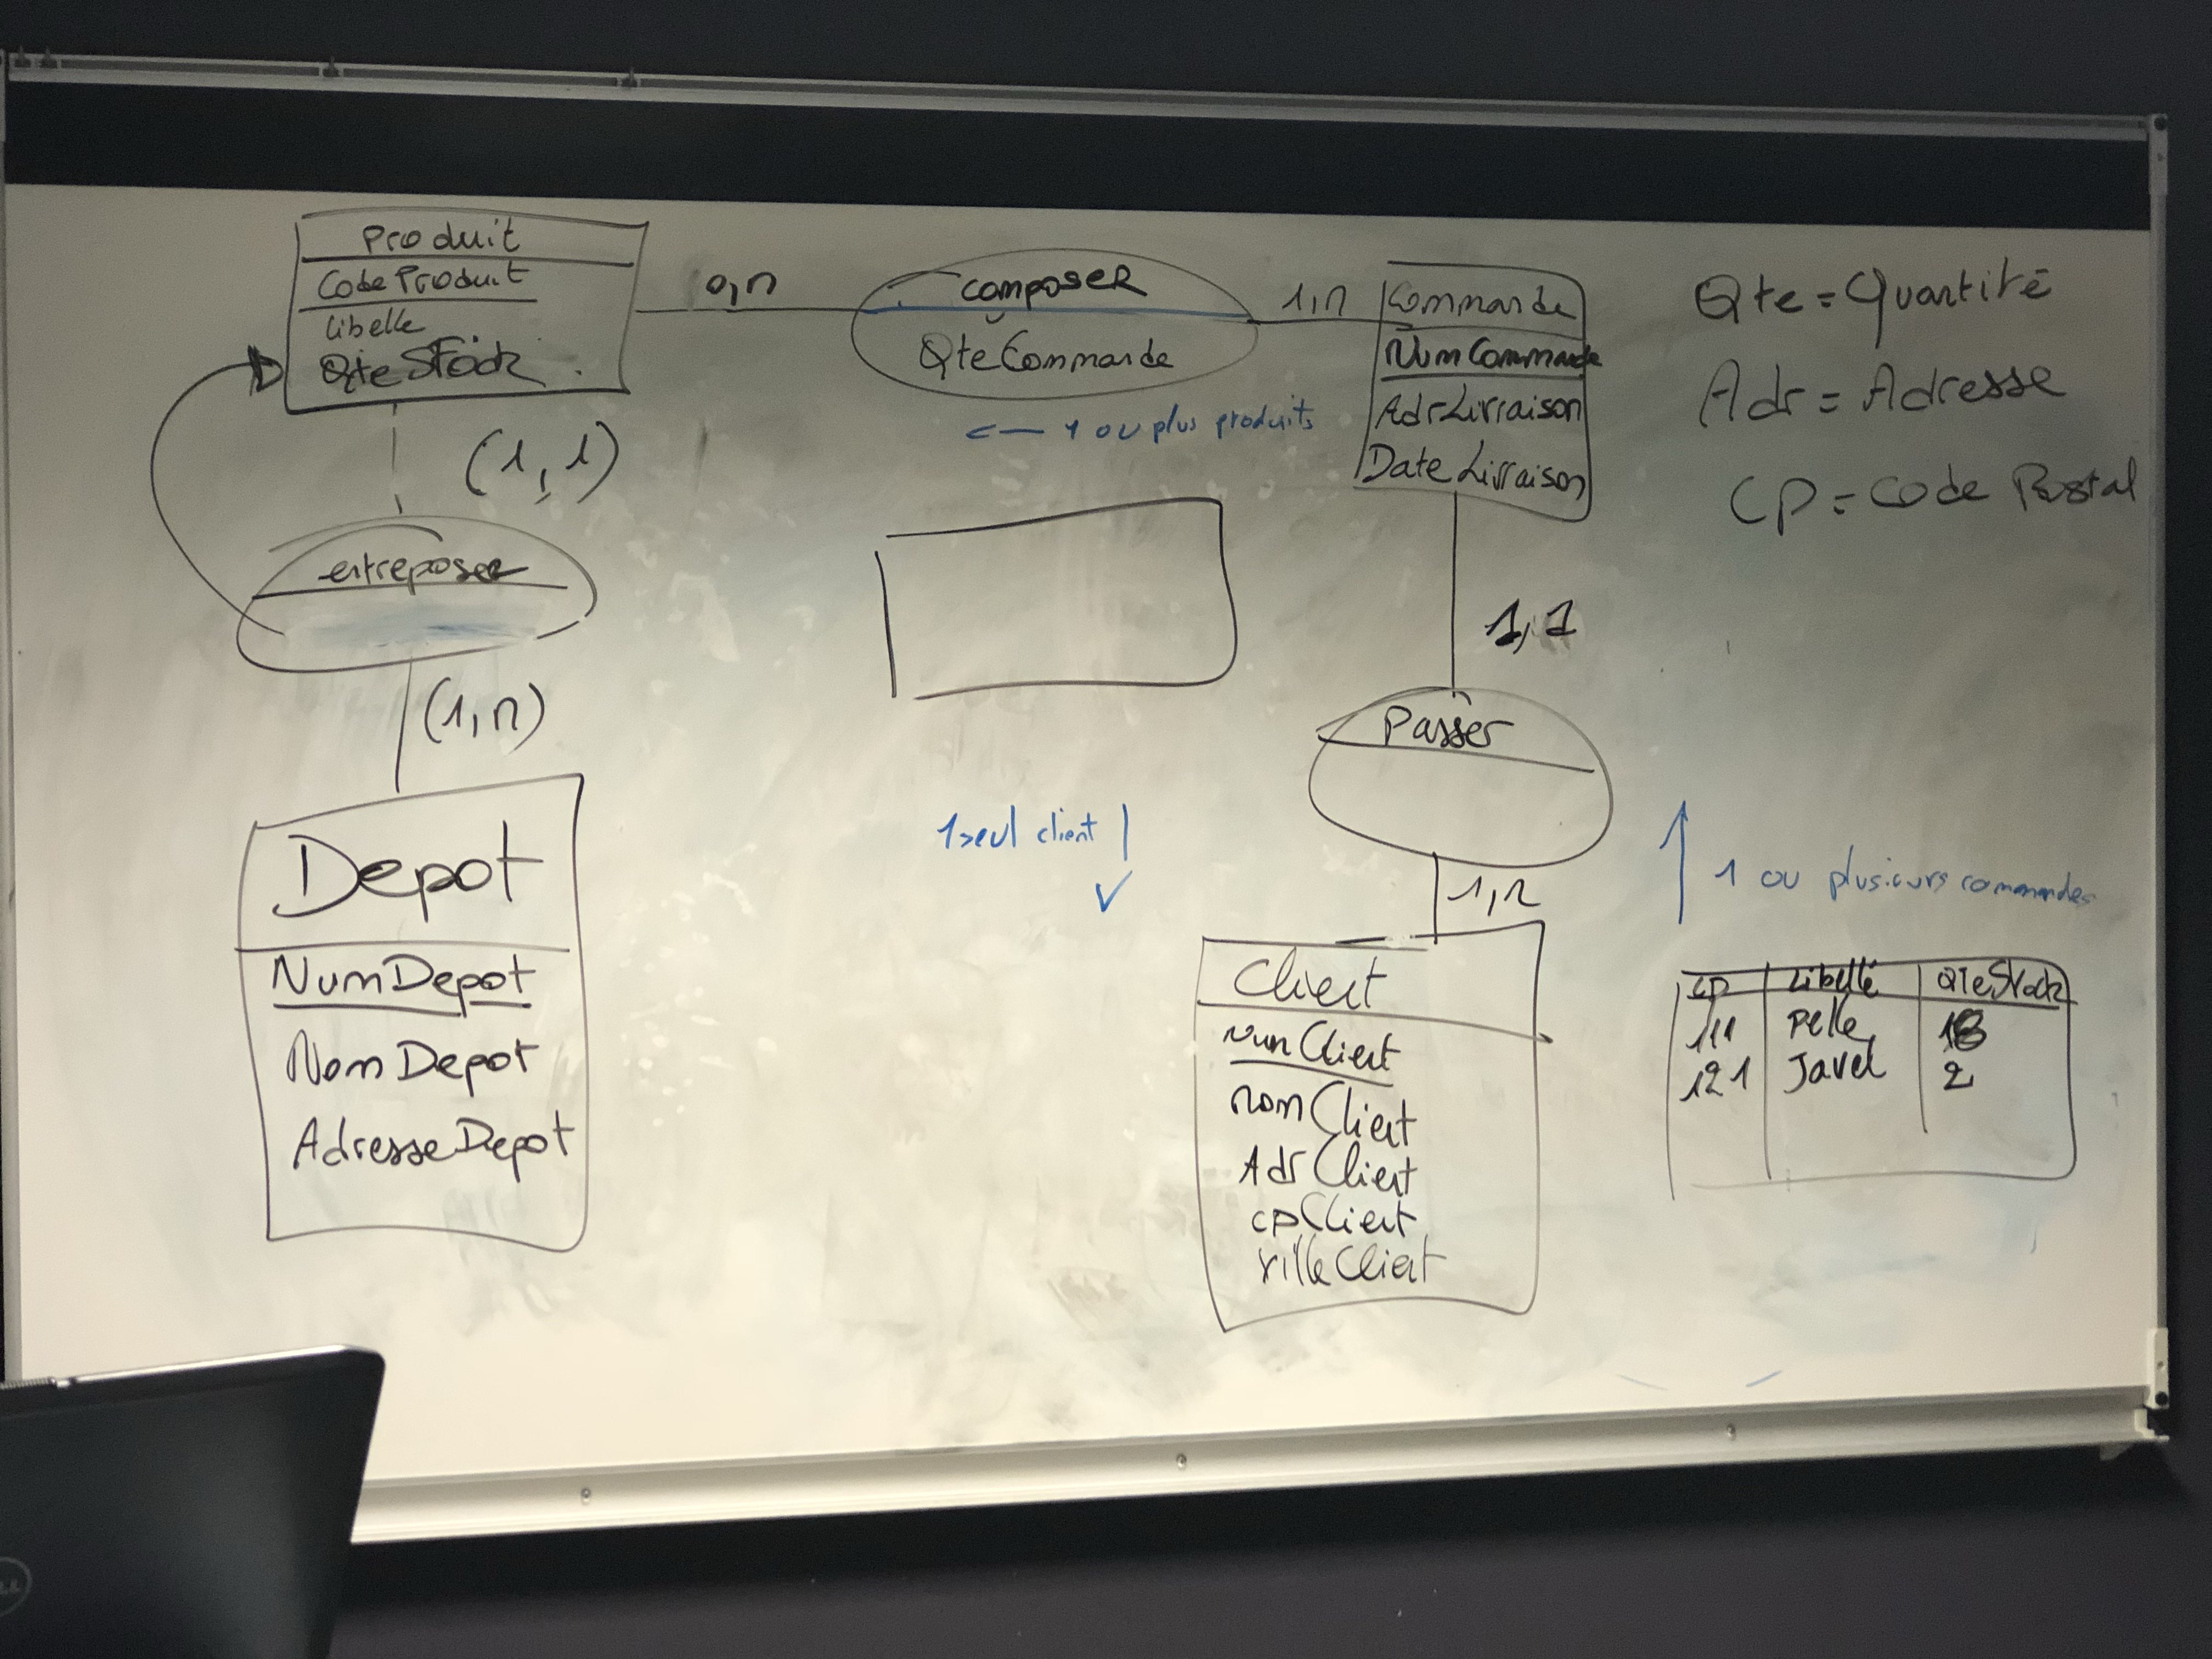 Produit
CodeProduit
Libelle
QteStock
0,n
composer
QteCommande
1,n
Commande
NumCommande
AdrLivraison
DateLivraison
Qte = Quantité
Adr = Adresse
CP = Code Postal
<— 1 ou plus produits
(1,1)
entreposer
(1,n)
Depot
NumDepot
NomDepot
AdresseDepot
1,1
Passer
1,n
1 seul client
1 ou plusieurs commandes
Client
numClient
nomClient
AdrClient
cpClient
villeClient
cp Libellé QteStock
111 pelle
121 Javel 2